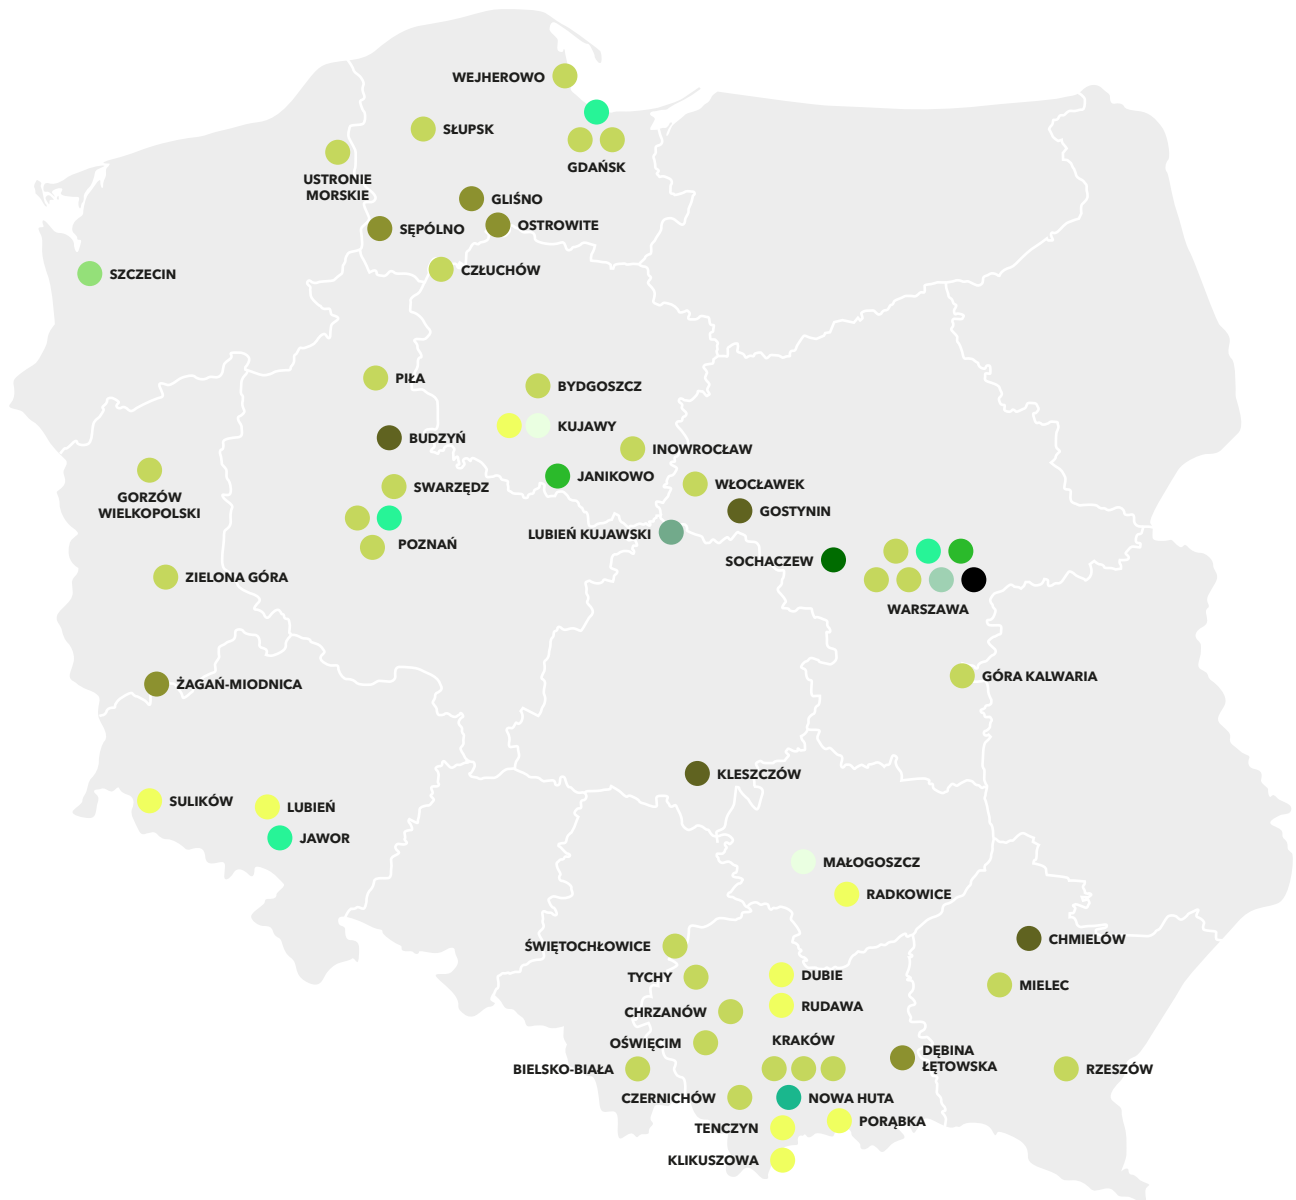 WEJHEROWO
SŁUPSK
USTRONIE
MORSKIE
GDAŃSK
GLIŚNO
OSTROWITE
SĘPÓLNO
CZŁUCHÓW
SZCZECIN
PIŁA
BYDGOSZCZ
KUJAWY
BUDZYŃ
INOWROCŁAW
JANIKOWO
SWARZĘDZ
WŁOCŁAWEK
GORZÓW
WIELKOPOLSKI
GOSTYNIN
LUBIEŃ KUJAWSKI
POZNAŃ
SOCHACZEW
ZIELONA GÓRA
WARSZAWA
GÓRA KALWARIA
ŻAGAŃ-MIODNICA
KLESZCZÓW
SULIKÓW
LUBIEŃ
JAWOR
MAŁOGOSZCZ
RADKOWICE
CHMIELÓW
ŚWIĘTOCHŁOWICE
DUBIE
TYCHY
MIELEC
RUDAWA
CHRZANÓW
KRAKÓW
OŚWIĘCIM
DĘBINA
ŁĘTOWSKA
BIELSKO-BIAŁA
RZESZÓW
CZERNICHÓW
NOWA HUTA
PORĄBKA
TENCZYN
KLIKUSZOWA